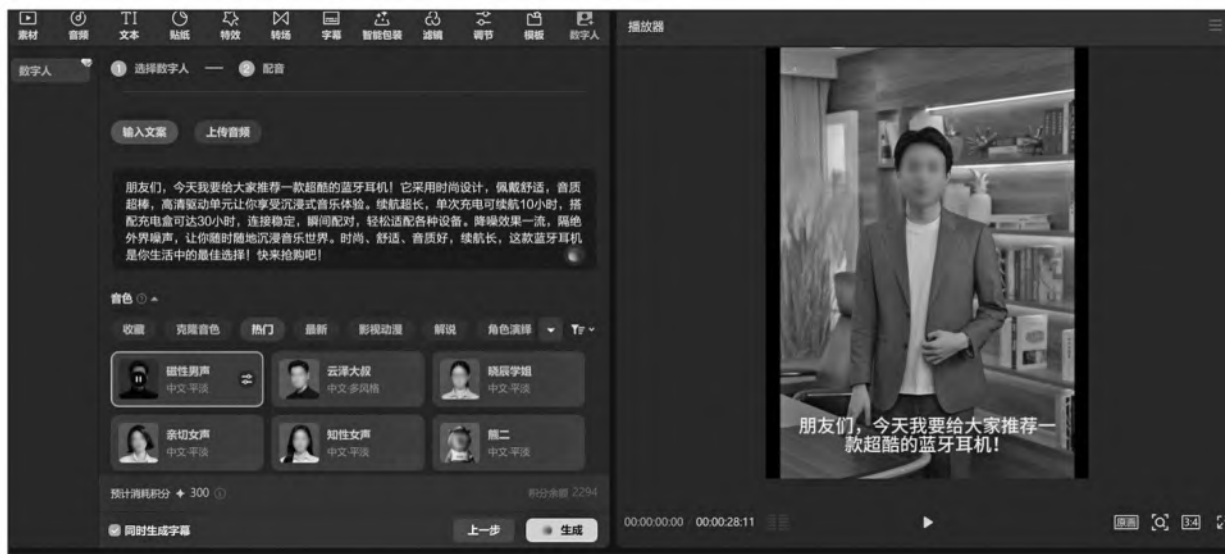 素材 音频 文本 贴纸 特效 转场 字幕 智能包装 滤镜 调节 模板 数字人
数字人
1 选择数字人 — 2 配音
输入文案 上传音频
朋友们，今天我要给大家推荐一款超酷的蓝牙耳机！它采用时尚设计，佩戴舒适，音质
超棒，高清驱动单元让你享受沉浸式音乐体验。续航超长，单次充电可续航10小时，搭
配充电盒可达30小时，连接稳定，瞬间配对，轻松适配各种设备。降噪效果一流，隔绝
外界噪声，让你随时随地沉浸音乐世界。时尚、舒适、音质好，续航长，这款蓝牙耳机
是你生活中的最佳选择！快来抢购吧！
音色
收藏 克隆音色 热门 最新 影视动漫 解说 角色演绎
磁性男声
中文·平淡
云泽大叔
中文·多风格
晓辰学姐
中文·平淡
亲切女声
中文·平淡
知性女声
中文·平淡
熊二
中文·平淡
预计消耗积分 300
积分余额 2294
同时生成字幕 上一步 生成
播放器
朋友们，今天我要给大家推荐一
款超酷的蓝牙耳机！
00:00:00:00 00:00:28:11
原画 3:4